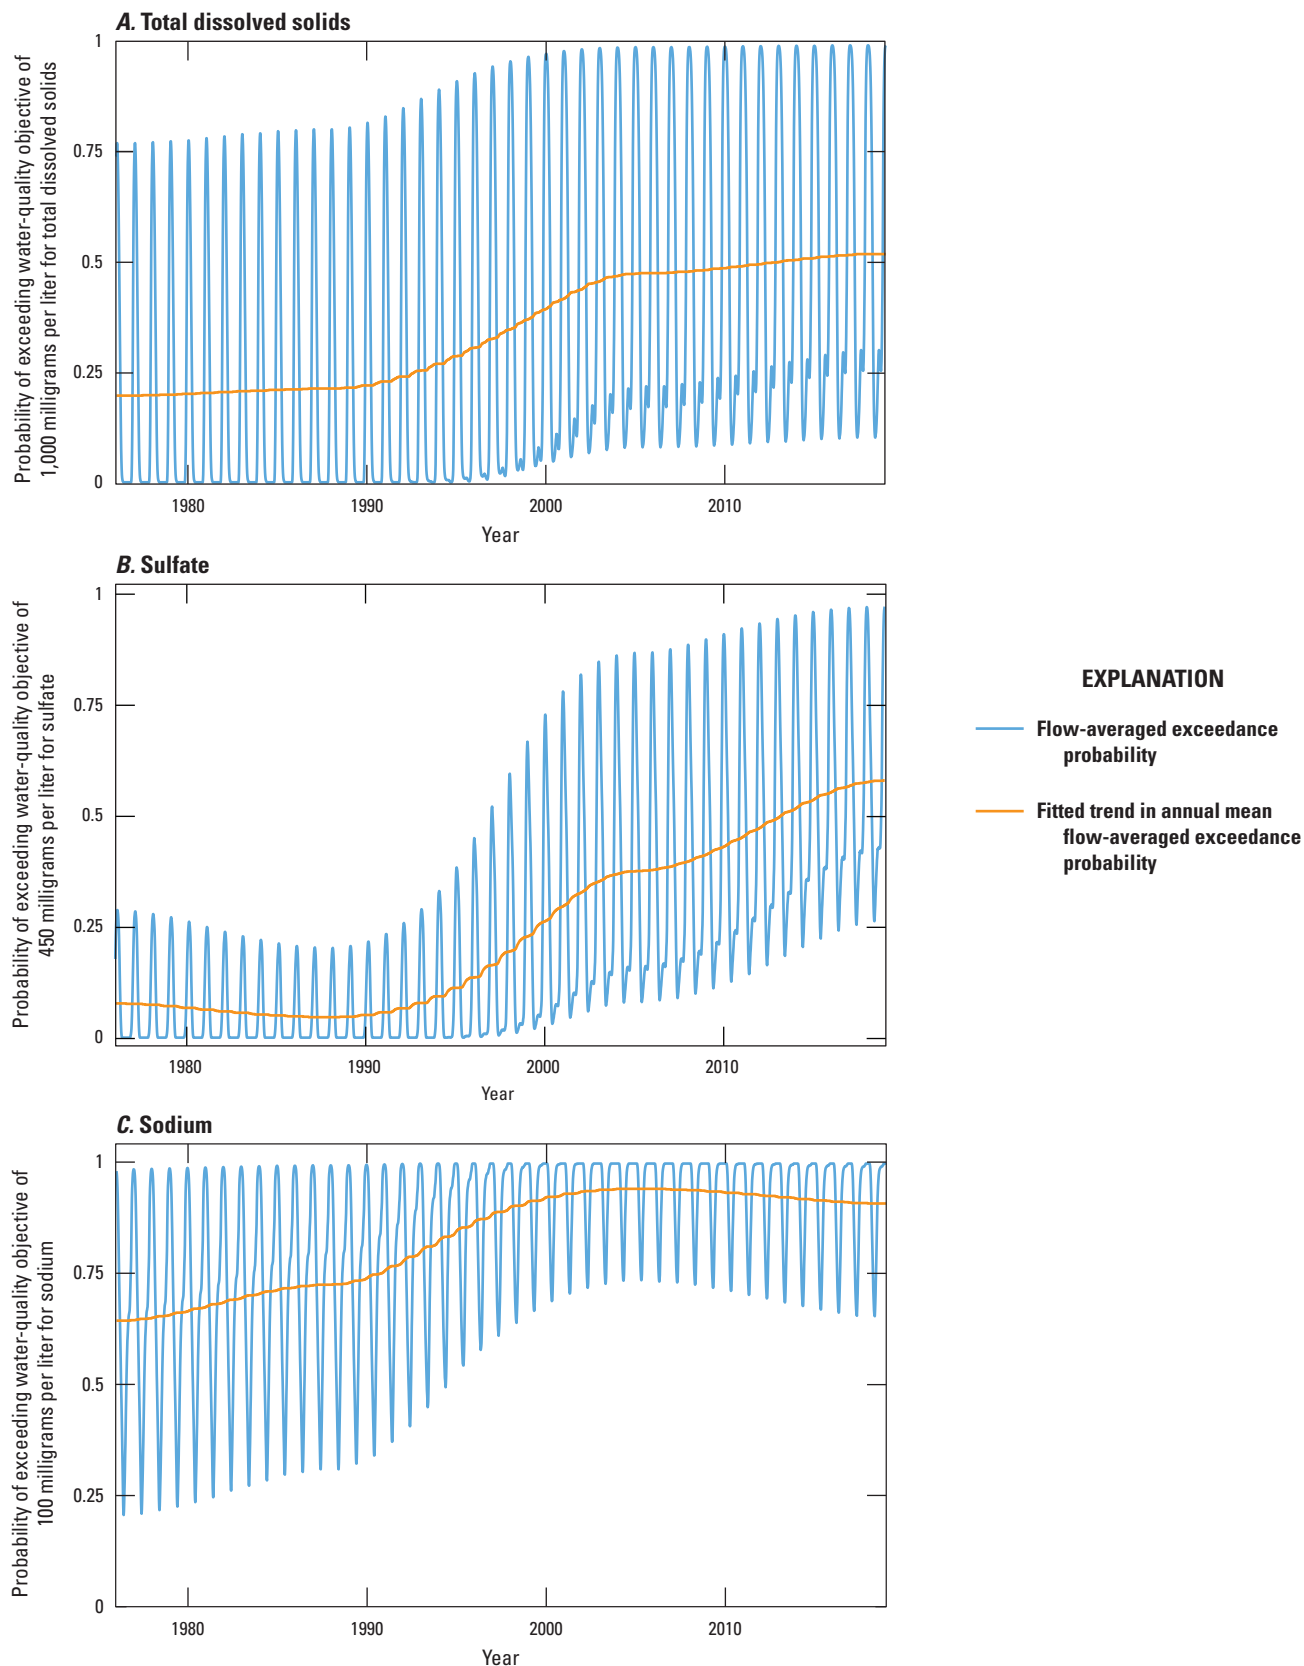 A. Total dissolved solids
Probability of exceeding water-quality objective of
1,000 milligrams per liter for total dissolved solids
1
0.75
0.5
0.25
0
1980 1990 2000 2010
Year
B. Sulfate
Probability of exceeding water-quality objective of
450 milligrams per liter for sulfate
1
0.75
0.5
0.25
0
1980 1990 2000 2010
Year
EXPLANATION
Flow-averaged exceedance
probability
Fitted trend in annual mean
flow-averaged exceedance
probability
C. Sodium
Probability of exceeding water-quality objective of
100 milligrams per liter for sodium
1
0.75
0.5
0.25
0
1980 1990 2000 2010
Year